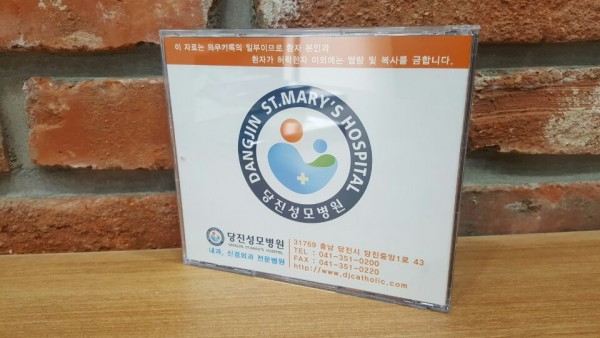 이 자료는 의무기록의 일부이므로 환자 본인과
환자가 허락한자 이외에는 열람 및 복사를 금합니다.
DANGJIN ST.MARY'S HOSPITAL
당진성모병원
당진성모병원
DANGJIN ST.MARY'S HOSPITAL
내과, 신경외과 전문병원
31769 충남 당진시 당진중앙1로 43
TEL : 041-351-0200
FAX : 041-351-0220
http://www.djcatholic.com